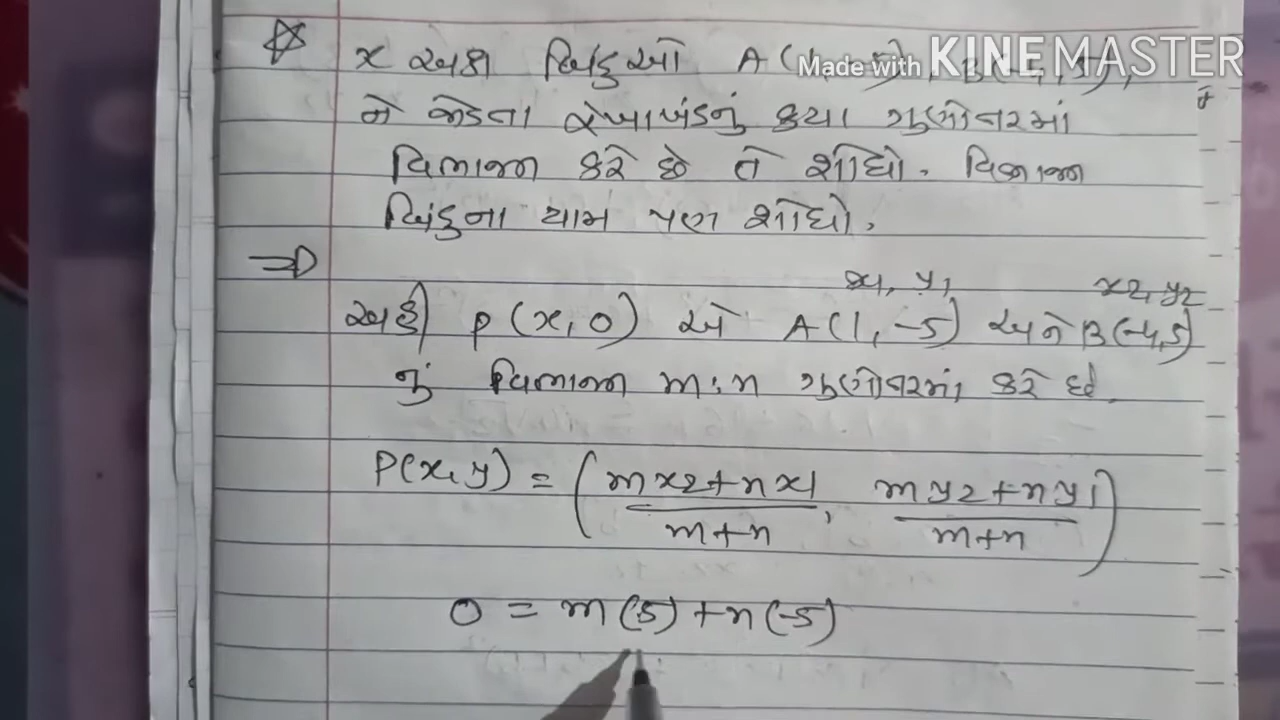 x અક્ષ બિંદુઓ A(1
Made with KINEMASTER
ને જોડતા રેખાખંડનું કયા ગુણોત્તરમાં
વિભાજન કરે છે તે શોધો. વિભાજન
બિંદુના યામ પણ શોધો.
⇒
x1, y1 x2, y2
અહીં P(x, 0) એ A(1, -5) અને B(-4, 5)
નું વિભાજન m:n ગુણોત્તરમાં કરે છે.
P(x, y) = ( mx2 + nx1 / m+n , my2 + ny1 / m+n )
0 = m(5) + n(-5)